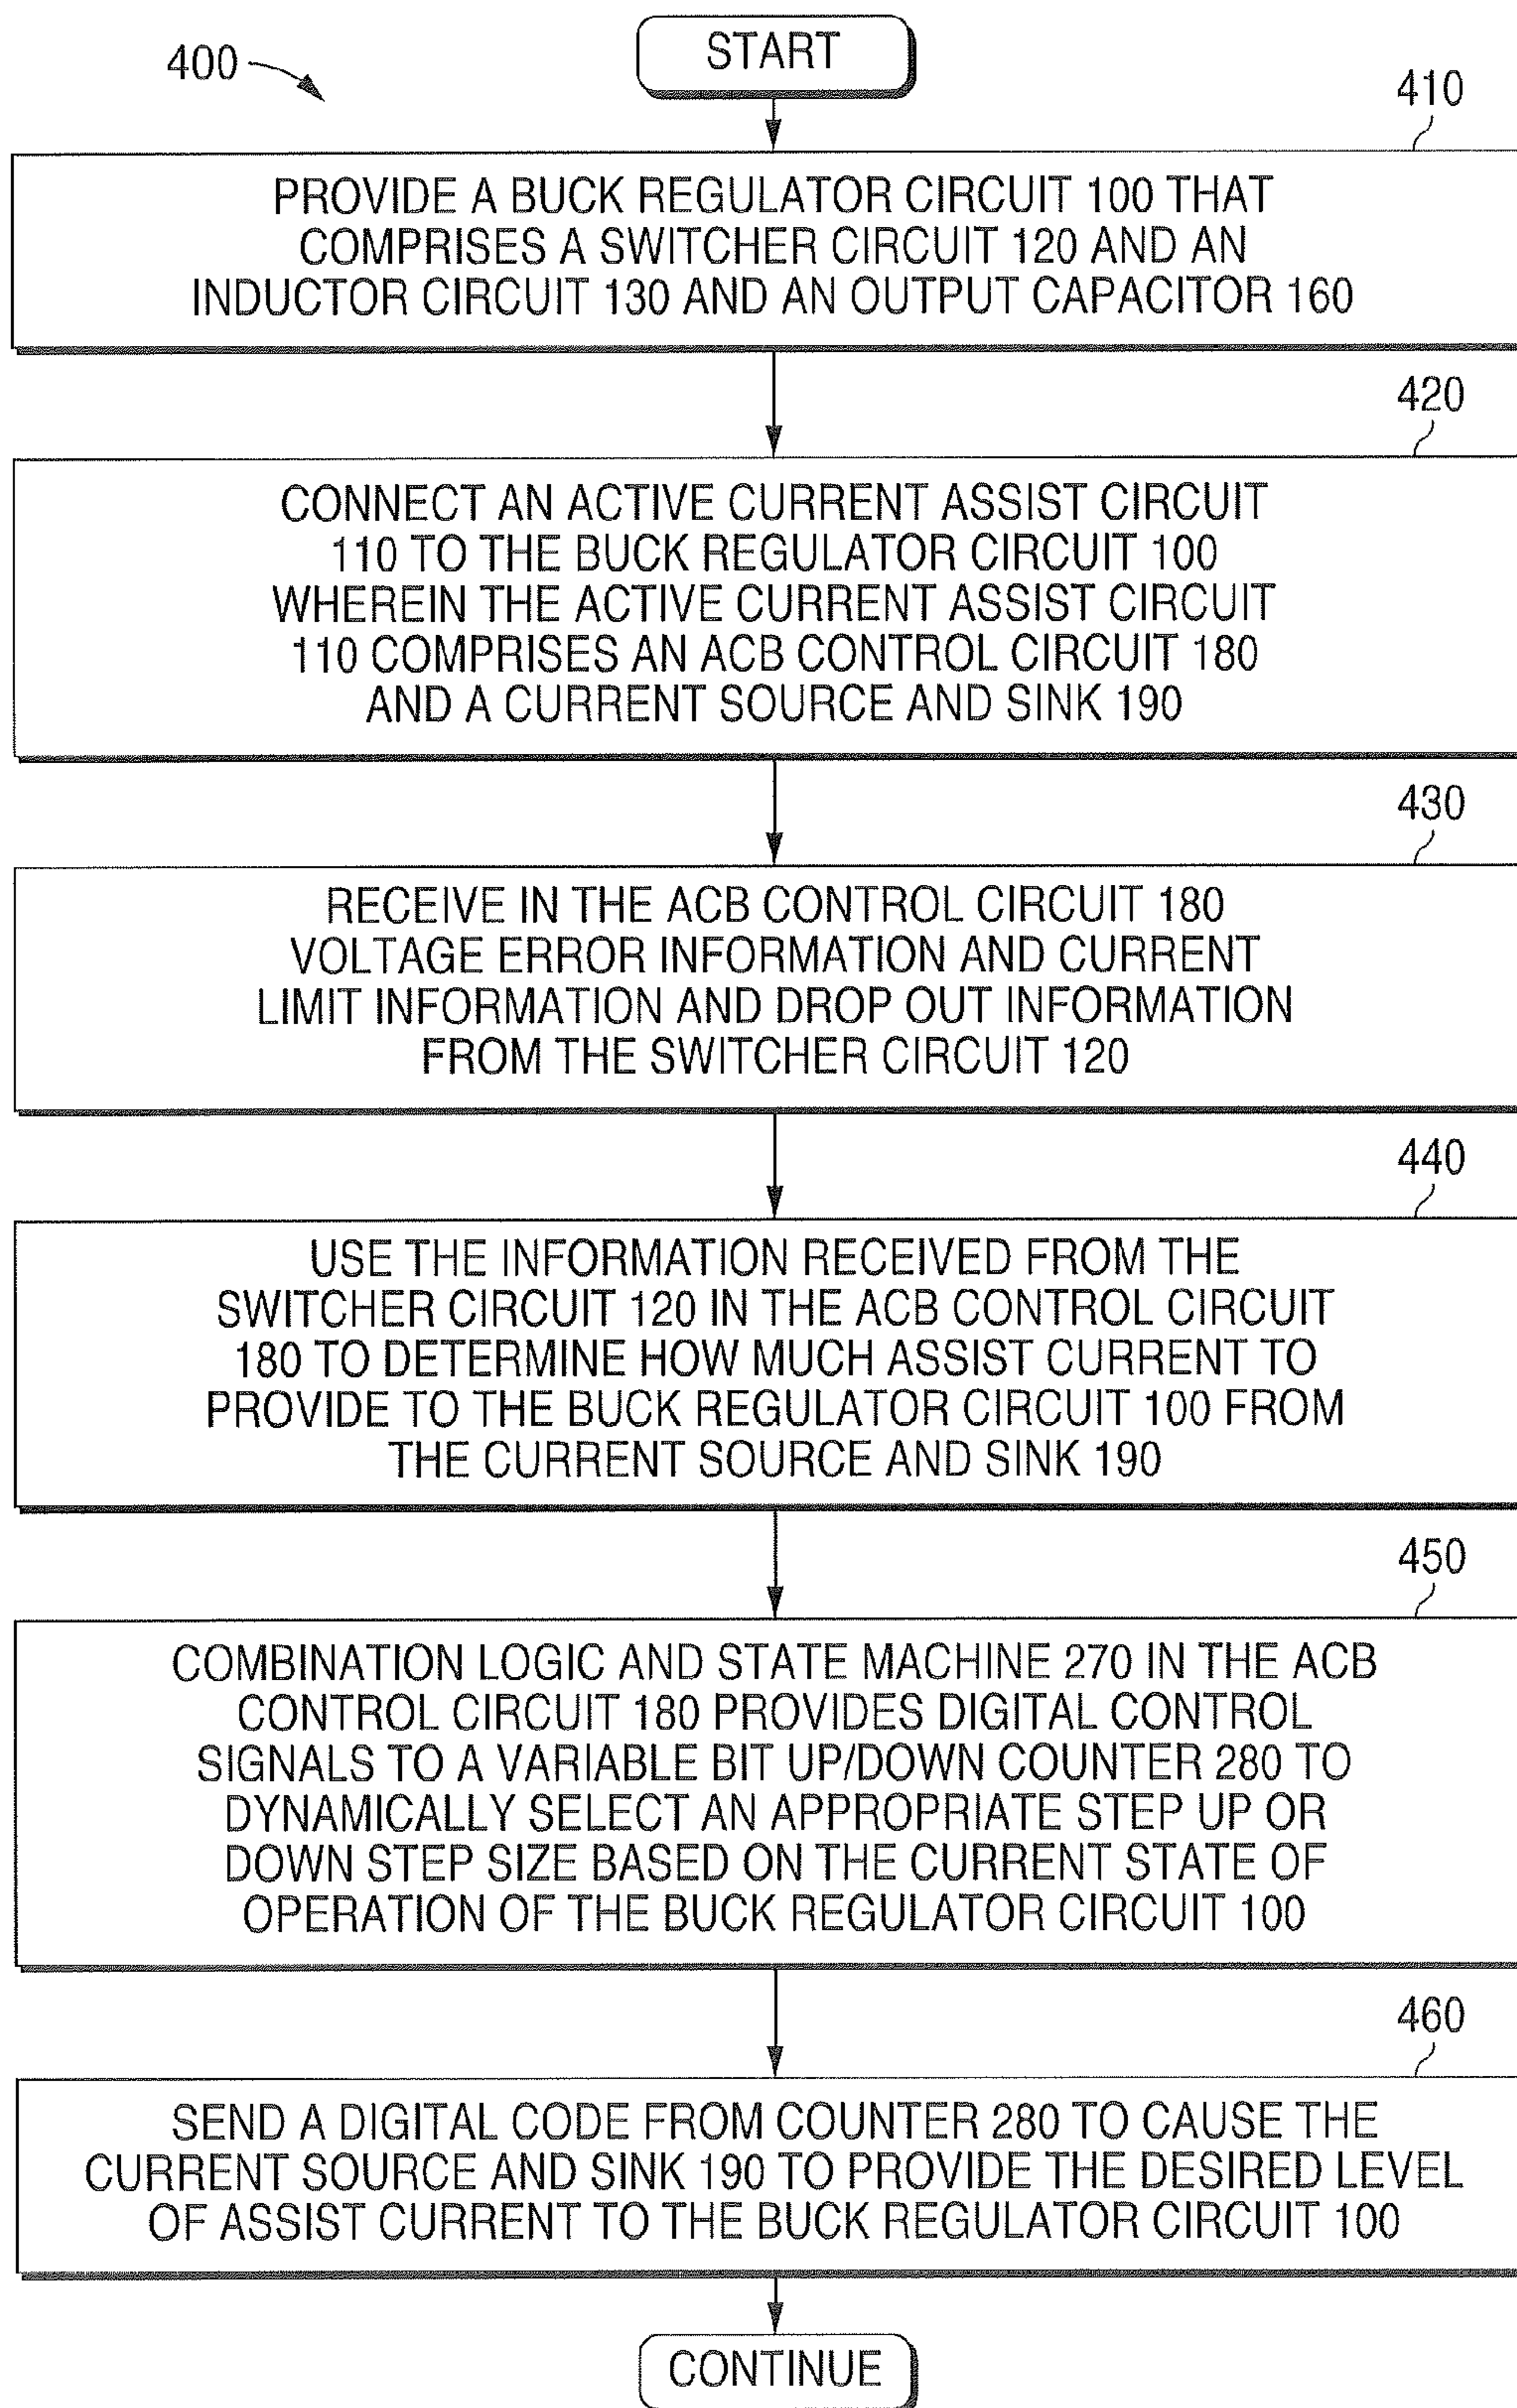 START
400
410
PROVIDE A BUCK REGULATOR CIRCUIT 100 THAT
COMPRISES A SWITCHER CIRCUIT 120 AND AN
INDUCTOR CIRCUIT 130 AND AN OUTPUT CAPACITOR 160
420
CONNECT AN ACTIVE CURRENT ASSIST CIRCUIT
110 TO THE BUCK REGULATOR CIRCUIT 100
WHEREIN THE ACTIVE CURRENT ASSIST CIRCUIT
110 COMPRISES AN ACB CONTROL CIRCUIT 180
AND A CURRENT SOURCE AND SINK 190
430
RECEIVE IN THE ACB CONTROL CIRCUIT 180
VOLTAGE ERROR INFORMATION AND CURRENT
LIMIT INFORMATION AND DROP OUT INFORMATION
FROM THE SWITCHER CIRCUIT 120
440
USE THE INFORMATION RECEIVED FROM THE
SWITCHER CIRCUIT 120 IN THE ACB CONTROL CIRCUIT
180 TO DETERMINE HOW MUCH ASSIST CURRENT TO
PROVIDE TO THE BUCK REGULATOR CIRCUIT 100 FROM
THE CURRENT SOURCE AND SINK 190
450
COMBINATION LOGIC AND STATE MACHINE 270 IN THE ACB
CONTROL CIRCUIT 180 PROVIDES DIGITAL CONTROL
SIGNALS TO A VARIABLE BIT UP/DOWN COUNTER 280 TO
DYNAMICALLY SELECT AN APPROPRIATE STEP UP OR
DOWN STEP SIZE BASED ON THE CURRENT STATE OF
OPERATION OF THE BUCK REGULATOR CIRCUIT 100
460
SEND A DIGITAL CODE FROM COUNTER 280 TO CAUSE THE
CURRENT SOURCE AND SINK 190 TO PROVIDE THE DESIRED LEVEL
OF ASSIST CURRENT TO THE BUCK REGULATOR CIRCUIT 100
CONTINUE